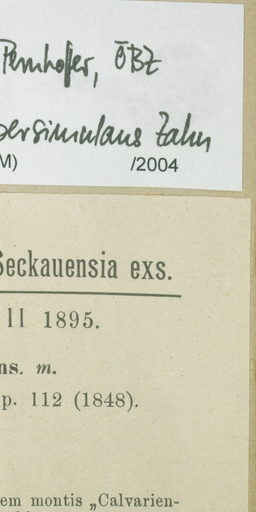 Pernhofer, ÖBZ
persimulans Zahn
M) /2004
Seckauensia exs.
II 1895.
ns. m.
p. 112 (1848).
em montis „Calvarien-